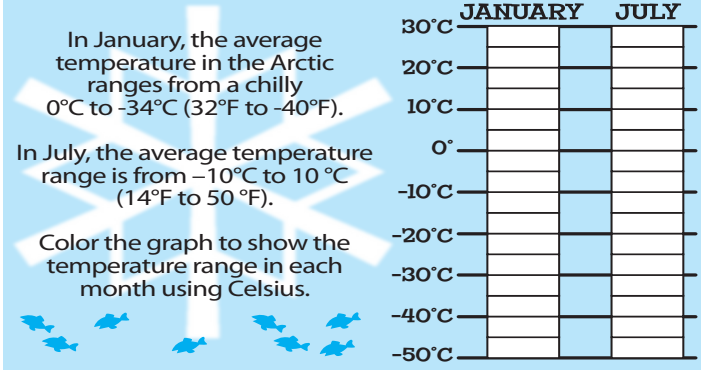 In January, the average
temperature in the Arctic
ranges from a chilly
0°C to -34°C (32°F to -40°F).
In July, the average temperature
range is from –10°C to 10 °C
(14°F to 50 °F).
Color the graph to show the
temperature range in each
month using Celsius.
JANUARY JULY
30°C
20°C
10°C
0°
-10°C
-20°C
-30°C
-40°C
-50°C